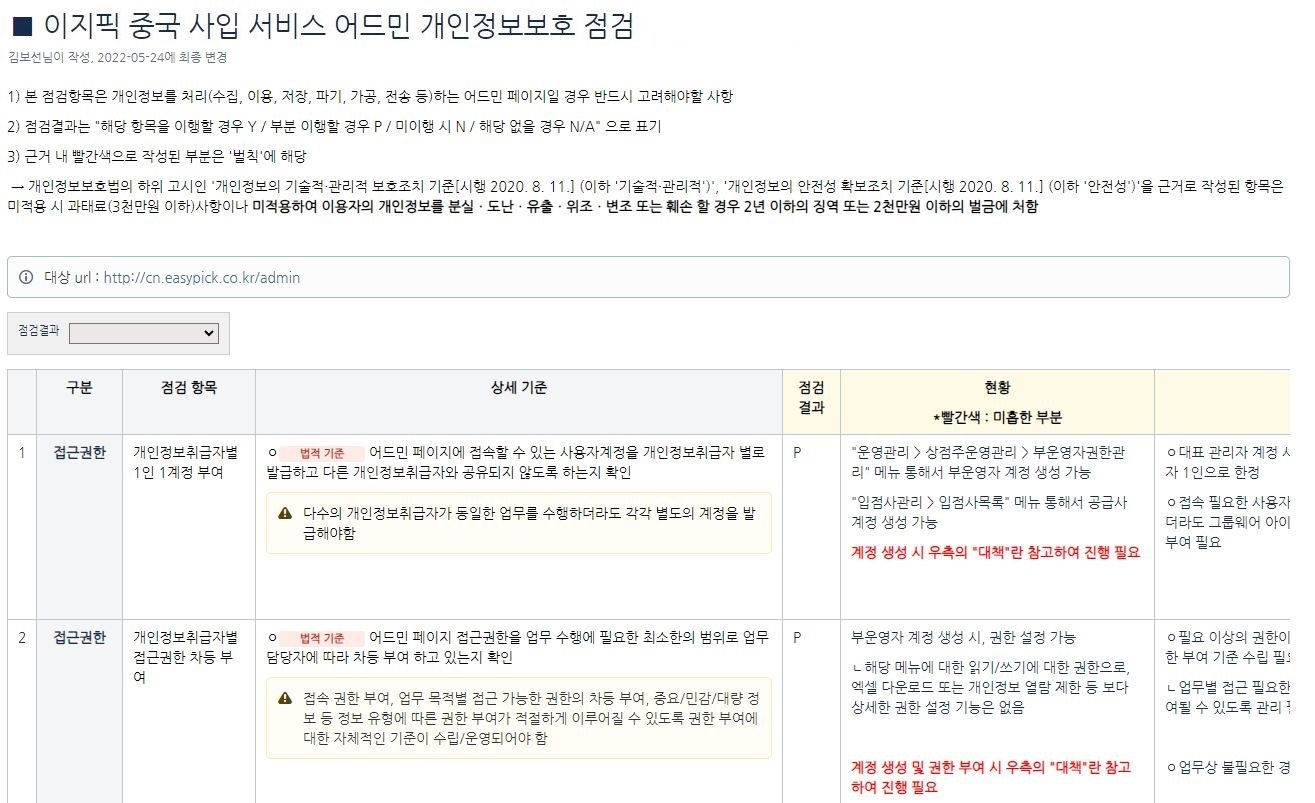 ■ 이지픽 중국 사입 서비스 어드민 개인정보보호 점검
김보선님이 작성, 2022-05-24에 최종 변경
1) 본 점검항목은 개인정보를 처리(수집, 이용, 저장, 파기, 가공, 전송 등)하는 어드민 페이지일 경우 반드시 고려해야할 사항
2) 점검결과는 "해당 항목을 이행할 경우 Y / 부분 이행할 경우 P / 미이행 시 N / 해당 없을 경우 N/A" 으로 표기
3) 근거 내 빨간색으로 작성된 부분은 '벌칙'에 해당
→ 개인정보보호법의 하위 고시인 '개인정보의 기술적·관리적 보호조치 기준[시행 2020. 8. 11.] (이하 '기술적·관리적')', '개인정보의 안전성 확보조치 기준[시행 2020. 8. 11.] (이하 '안전성')'을 근거로 작성된 항목은
미적용 시 과태료(3천만원 이하)사항이나 미적용하여 이용자의 개인정보를 분실 · 도난 · 유출 · 위조 · 변조 또는 훼손 할 경우 2년 이하의 징역 또는 2천만원 이하의 벌금에 처함
대상 url : http://cn.easypick.co.kr/admin
점검결과
구분
점검 항목
상세 기준
점검
결과
현황
*빨간색 : 미흡한 부분
1
접근권한
개인정보취급자별
1인 1계정 부여
ㅇ 법적 기준 어드민 페이지에 접속할 수 있는 사용자계정을 개인정보취급자 별로
발급하고 다른 개인정보취급자와 공유되지 않도록 하는지 확인
다수의 개인정보취급자가 동일한 업무를 수행하더라도 각각 별도의 계정을 발
급해야함
P
"운영관리 > 상점주운영관리 > 부운영자권한관
리" 메뉴 통해서 부운영자 계정 생성 가능
"입점사관리 > 입점사목록" 메뉴 통해서 공급사
계정 생성 가능
계정 생성 시 우측의 "대책"란 참고하여 진행 필요
ㅇ대표 관리자 계정
자 1인으로 한정
ㅇ접속 필요한 사용자
더라도 그룹웨어 아이
부여 필요
2
접근권한
개인정보취급자별
접근권한 차등 부
여
ㅇ 법적 기준 어드민 페이지 접근권한을 업무 수행에 필요한 최소한의 범위로 업무
담당자에 따라 차등 부여 하고 있는지 확인
접속 권한 부여, 업무 목적별 접근 가능한 권한의 차등 부여, 중요/민감/대량 정
보 등 정보 유형에 따른 권한 부여가 적절하게 이루어질 수 있도록 권한 부여에
대한 자체적인 기준이 수립/운영되어야 함
P
부운영자 계정 생성 시, 권한 설정 가능
ㄴ해당 메뉴에 대한 읽기/쓰기에 대한 권한으로,
엑셀 다운로드 또는 개인정보 열람 제한 등 보다
상세한 권한 설정 기능은 없음
계정 생성 및 권한 부여 시 우측의 "대책"란 참고
하여 진행 필요
ㅇ필요 이상의 권한이
한 부여 기준 수립
ㄴ업무별 접근 필요한
여될 수 있도록 관리
ㅇ업무상 불필요한